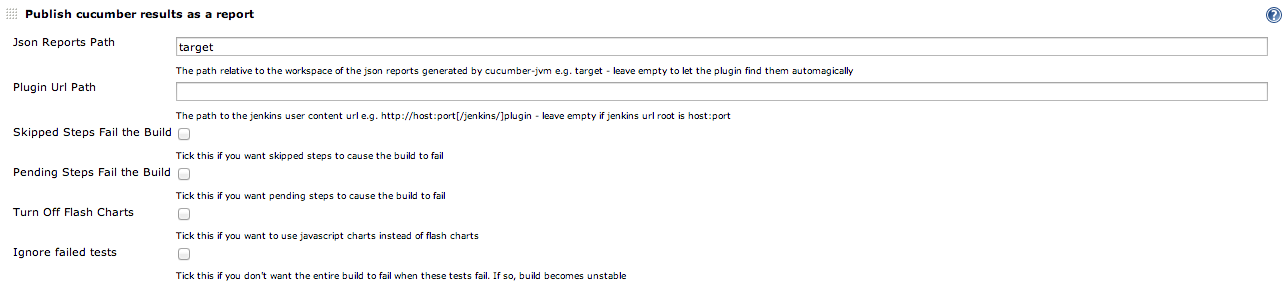 Publish cucumber results as a report
Json Reports Path
target
The path relative to the workspace of the json reports generated by cucumber-jvm e.g. target - leave empty to let the plugin find them automagically
Plugin Url Path
The path to the jenkins user content url e.g. http://host:port[/jenkins/]plugin - leave empty if jenkins url root is host:port
Skipped Steps Fail the Build
Tick this if you want skipped steps to cause the build to fail
Pending Steps Fail the Build
Tick this if you want pending steps to cause the build to fail
Turn Off Flash Charts
Tick this if you want to use javascript charts instead of flash charts
Ignore failed tests
Tick this if you don't want the entire build to fail when these tests fail. If so, build becomes unstable